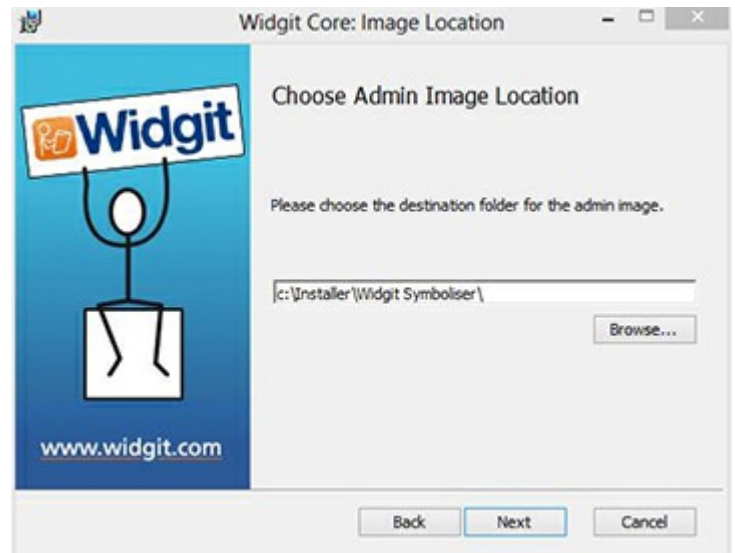 Widgit Core: Image Location
Widgit
Choose Admin Image Location
Please choose the destination folder for the admin image.
c:\Installer\Widgit Symboliser\
Browse...
www.widgit.com
Back Next Cancel